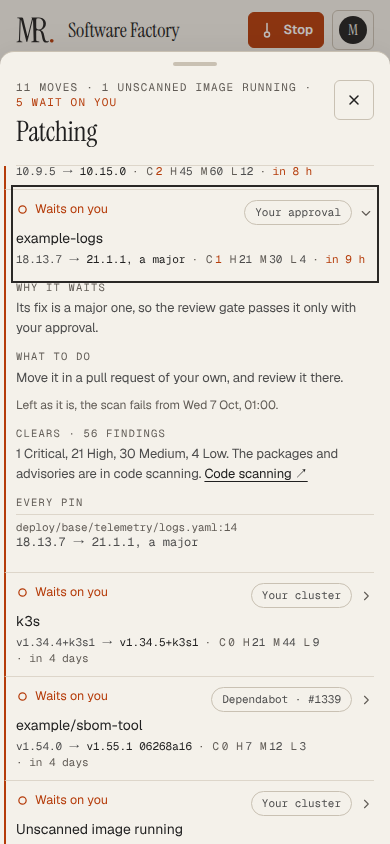 MR.
Software Factory
Stop
M
11 MOVES · 1 UNSCANNED IMAGE RUNNING ·
5 WAIT ON YOU
Patching
10.9.5 → 10.15.0 · C2 H45 M60 L12 · in 8 h
Waits on you
Your approval
example-logs
18.13.7 → 21.1.1, a major · C1 H21 M30 L4 · in 9 h
WHY IT WAITS
Its fix is a major one, so the review gate passes it only with
your approval.
WHAT TO DO
Move it in a pull request of your own, and review it there.
Left as it is, the scan fails from Wed 7 Oct, 01:00.
CLEARS · 56 FINDINGS
1 Critical, 21 High, 30 Medium, 4 Low. The packages and
advisories are in code scanning. Code scanning ↗
EVERY PIN
deploy/base/telemetry/logs.yaml:14
18.13.7 → 21.1.1, a major
Waits on you
Your cluster
k3s
v1.34.4+k3s1 → v1.34.5+k3s1 · C0 H21 M44 L9
· in 4 days
Waits on you
Dependabot · #1339
example/sbom-tool
v1.54.0 → v1.55.1 06268a16 · C0 H7 M12 L3
· in 4 days
Waits on you
Your cluster
Unscanned image running